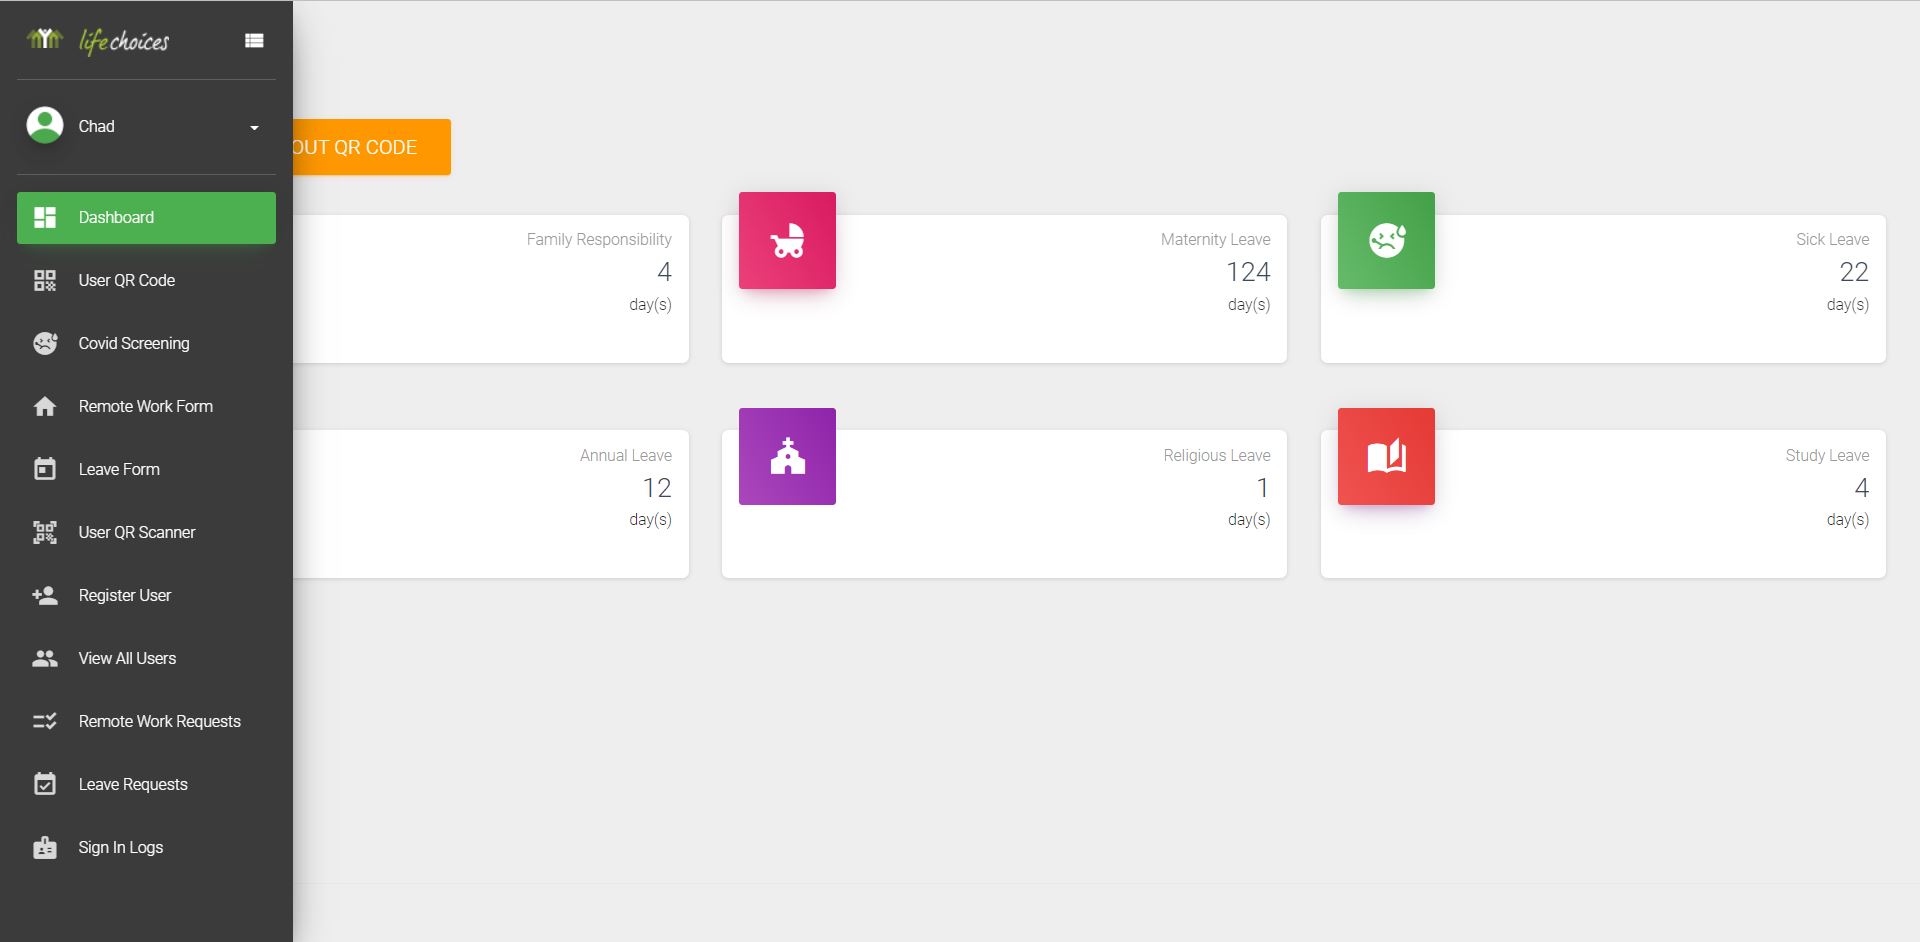 lifechoices
Chad
OUT QR CODE
Dashboard
User QR Code
Covid Screening
Remote Work Form
Leave Form
User QR Scanner
Register User
View All Users
Remote Work Requests
Leave Requests
Sign In Logs
Family Responsibility
4
day(s)
Maternity Leave
124
day(s)
Sick Leave
22
day(s)
Annual Leave
12
day(s)
Religious Leave
1
day(s)
Study Leave
4
day(s)